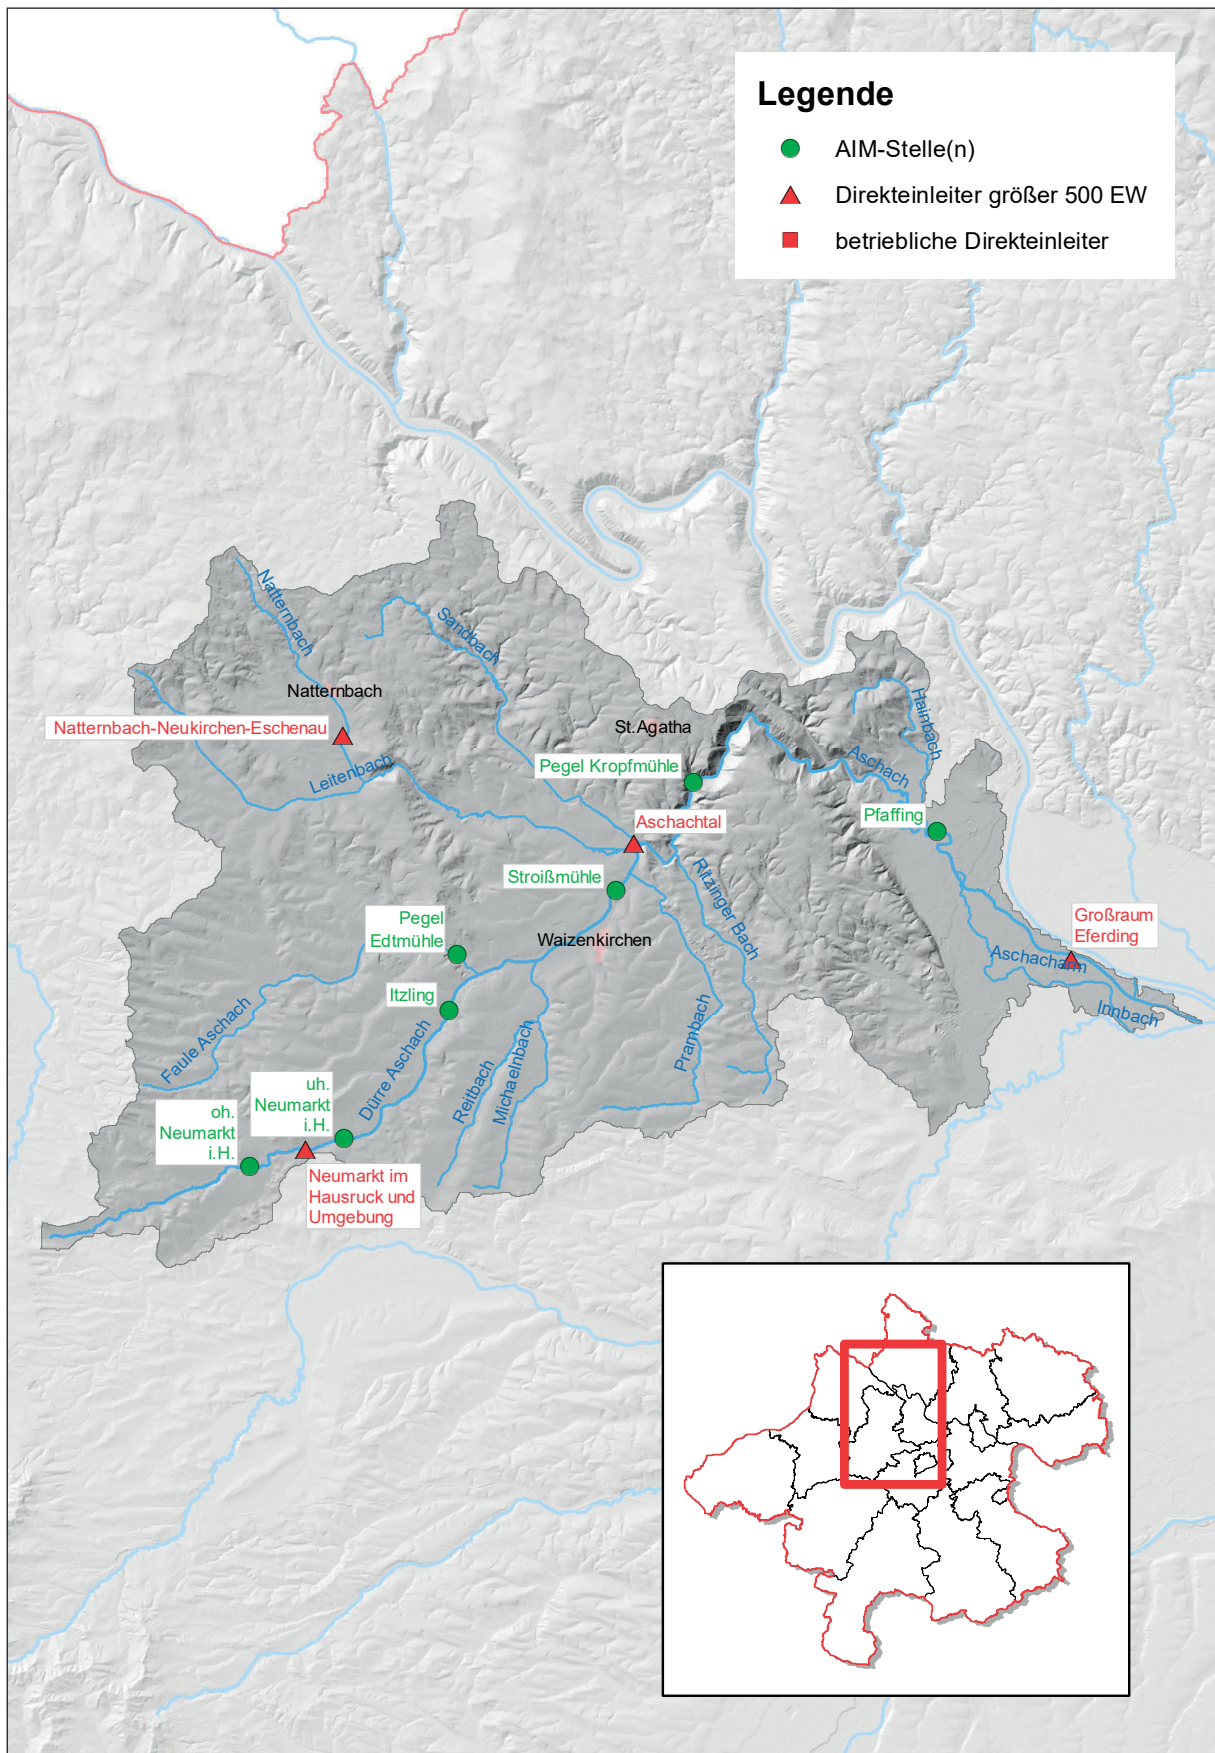 Legende
AIM-Stelle(n)
Direkteinleiter größer 500 EW
betriebliche Direkteinleiter
Natternbach
Sandbach
Natternbach
Natternbach-Neukirchen-Eschenau
Leitenbach
St.Agatha
Pegel Kropfmühle
Hainbach
Aschach
Pfaffing
Aschachtal
Stroißmühle
Ritzinger Bach
Pegel
Edtmühle
Waizenkirchen
Großraum
Eferding
Itzling
Aschacharm
Innbach
Faule Aschach
Dürre Aschach
Reitbach
Michaelnbach
Prambach
uh.
Neumarkt
i.H.
oh.
Neumarkt
i.H.
Neumarkt im
Hausruck und
Umgebung